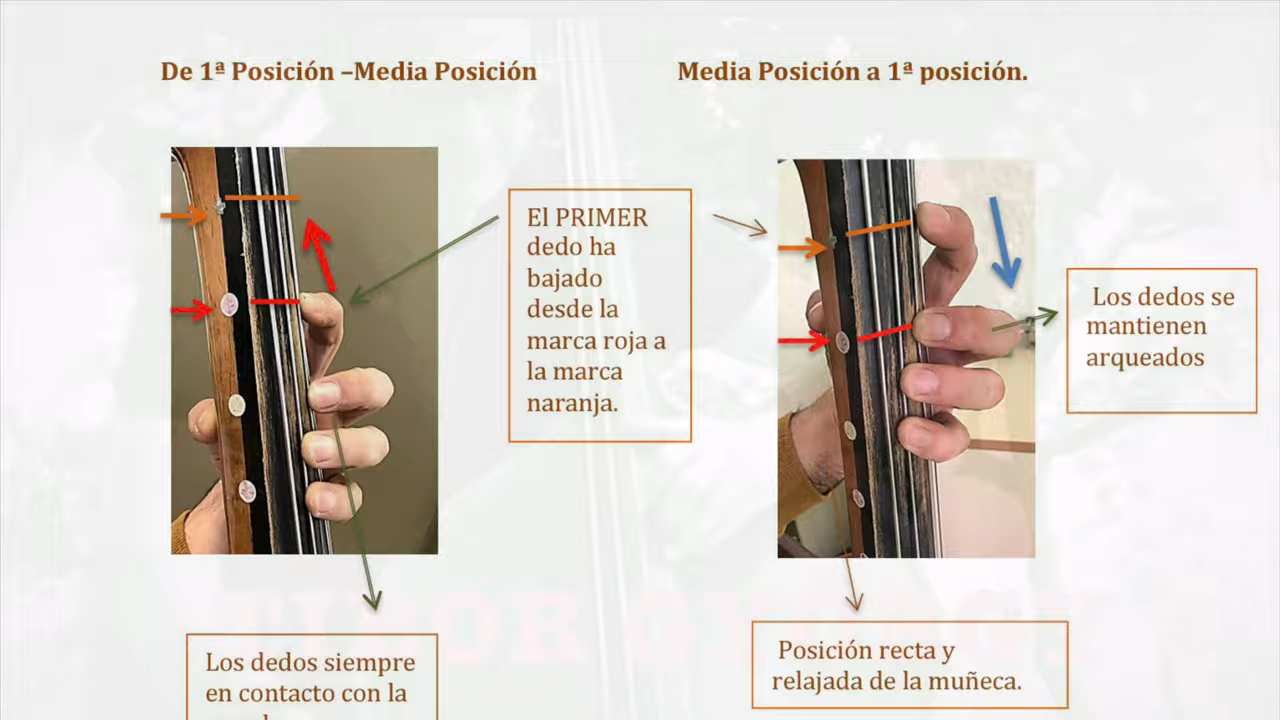 De 1ª Posición –Media Posición
Media Posición a 1ª posición.
El PRIMER
dedo ha
bajado
desde la
marca roja a
la marca
naranja.
Los dedos se
mantienen
arqueados
Los dedos siempre
en contacto con la
Posición recta y
relajada de la muñeca.